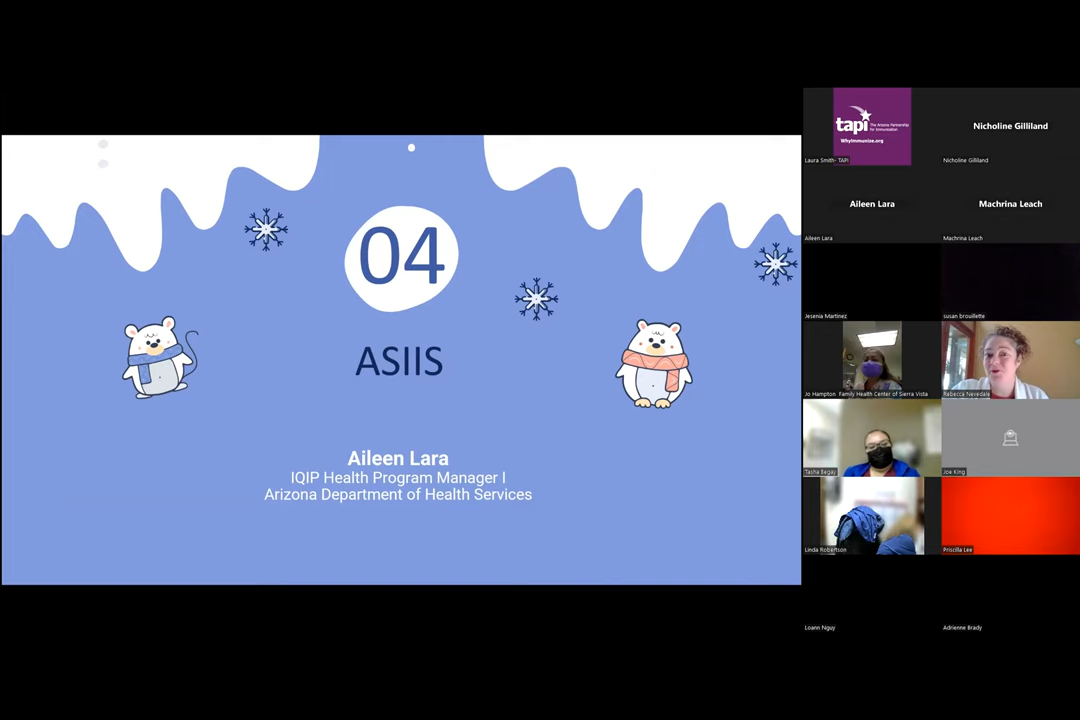 04
ASIIS
Aileen Lara
IQIP Health Program Manager I
Arizona Department of Health Services
tapi
The Arizona Partnership
for Immunization
WhyImmunize.org
Laura Smith- TAPI
Nicholine Gilliland
Nicholine Gilliland
Aileen Lara
Aileen Lara
Machrina Leach
Machrina Leach
Jesenia Martinez
susan brouillette
Jo Hampton Family Health Center of Sierra Vista
Rebecca Nevedale
Tasha Begay
Joe King
Linda Robertson
Priscilla Lee
Loann Nguy
Adrienne Brady